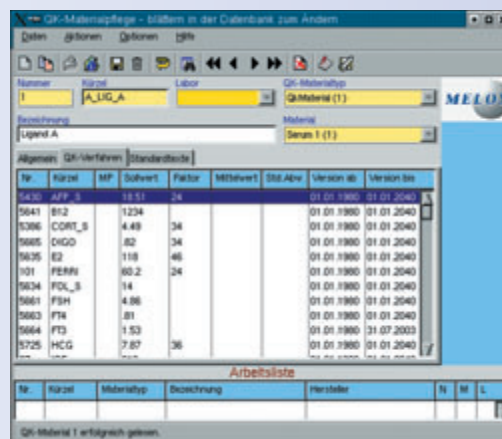 QK-Materialpflege - blättern in der Datenbank zum Ändern
Daten Aktionen Optionen Hilfe
Nummer Kürzel Labor QK-Materialtyp
1 A_LIG_A QkMaterial (1)
MELOS
Bezeichnung Material
Ligand A Serum 1 (1)
Allgemein QK-Verfahren Standardtexte
Nr. Kürzel MP Sollwert Faktor Mittelwert Std.Abw. Version ab Version bis
5430 AFP_S 18.51 24 01.01.1980 01.01.2040
5641 B12 1234 01.01.1980 01.01.2040
5386 CORT_S 4.49 34 01.01.1980 01.01.2040
5665 DIGO .82 34 01.01.1980 01.01.2040
5635 E2 118 46 01.01.1980 01.01.2040
101 FERRI 60.2 24 01.01.1980 01.01.2040
5634 FOL_S 14 01.01.1980 01.01.2040
5661 FSH 4.86 01.01.1980 01.01.2040
5663 FT4 .81 01.01.1980 01.01.2040
5664 FT3 1.53 01.01.1980 31.07.2003
5725 HCG 7.87 36 01.01.1980 01.01.2040
Arbeitsliste
Nr. Kürzel Materialtyp Bezeichnung Hersteller N M L
QK-Material 1 erfolgreich gelesen.